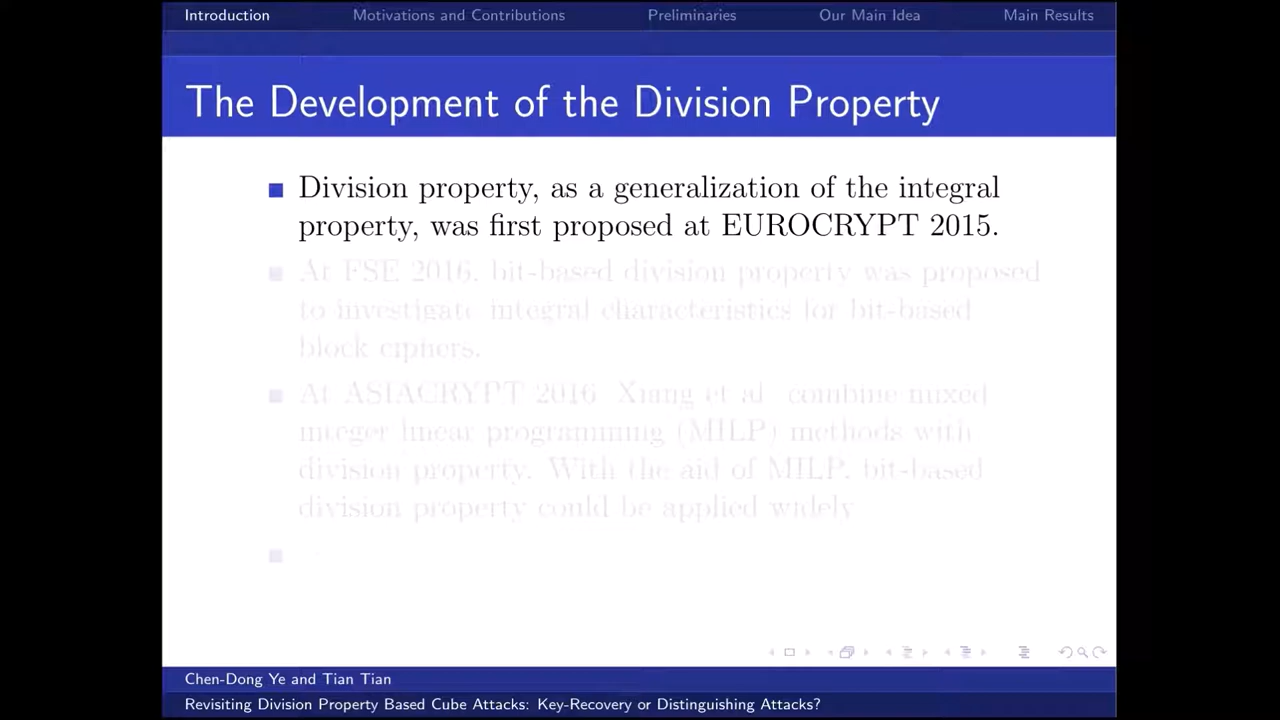 Introduction Motivations and Contributions Preliminaries Our Main Idea Main Results
The Development of the Division Property
Division property, as a generalization of the integral
property, was first proposed at EUROCRYPT 2015.
At FSE 2016, bit-based division property was proposed
to investigate integral characteristics for bit-based
block ciphers.
At ASIACRYPT 2016 Xiang et al. combine mixed
integer linear programming (MILP) methods with
division property. With the aid of MILP, bit-based
division property could be applied widely
Chen-Dong Ye and Tian Tian
Revisiting Division Property Based Cube Attacks: Key-Recovery or Distinguishing Attacks?